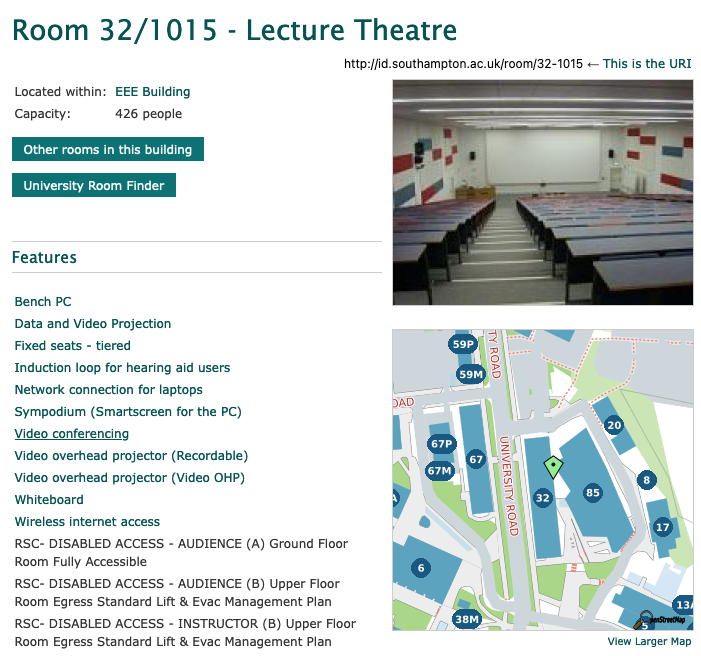 Room 32/1015 - Lecture Theatre
http://id.southampton.ac.uk/room/32-1015 ← This is the URI
Located within: EEE Building
Capacity: 426 people
Other rooms in this building
University Room Finder
Features
Bench PC
Data and Video Projection
Fixed seats - tiered
Induction loop for hearing aid users
Network connection for laptops
Sympodium (Smartscreen for the PC)
Video conferencing
Video overhead projector (Recordable)
Video overhead projector (Video OHP)
Whiteboard
Wireless internet access
RSC- DISABLED ACCESS - AUDIENCE (A) Ground Floor
Room Fully Accessible
RSC- DISABLED ACCESS - AUDIENCE (B) Upper Floor
Room Egress Standard Lift & Evac Management Plan
RSC- DISABLED ACCESS - INSTRUCTOR (B) Upper Floor
Room Egress Standard Lift & Evac Management Plan
59P
TY ROAD
59M
OAD
20
67P
67
67M
UNIVERSITY ROAD
8
32
85
A
17
6
13A
38M
5
penStreetMap
View Larger Map